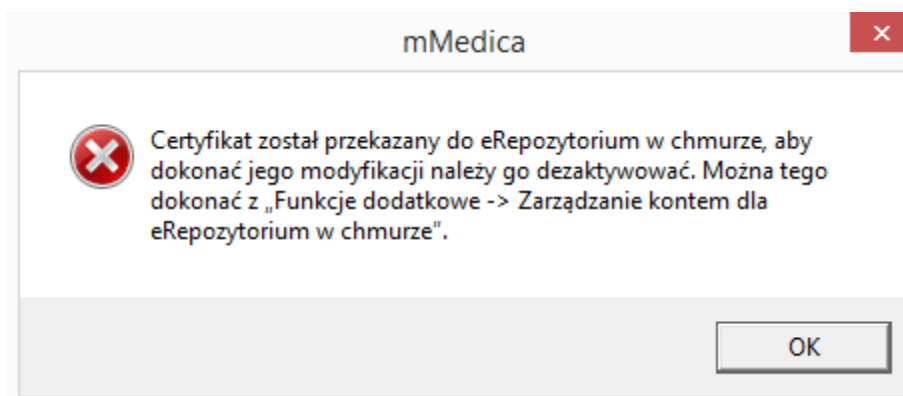 mMedica
Certyfikat został przekazany do eRepozytorium w chmurze, aby
dokonać jego modyfikacji należy go dezaktywować. Można tego
dokonać z „Funkcje dodatkowe -> Zarządzanie kontem dla
eRepozytorium w chmurze”.
OK